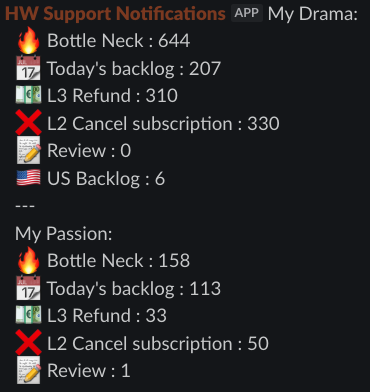 HW Support Notifications APP My Drama:
🔥 Bottle Neck : 644
📅 Today's backlog : 207
💵 L3 Refund : 310
❌ L2 Cancel subscription : 330
📝 Review : 0
🇺🇸 US Backlog : 6
---
My Passion:
🔥 Bottle Neck : 158
📅 Today's backlog : 113
💵 L3 Refund : 33
❌ L2 Cancel subscription : 50
📝 Review : 1